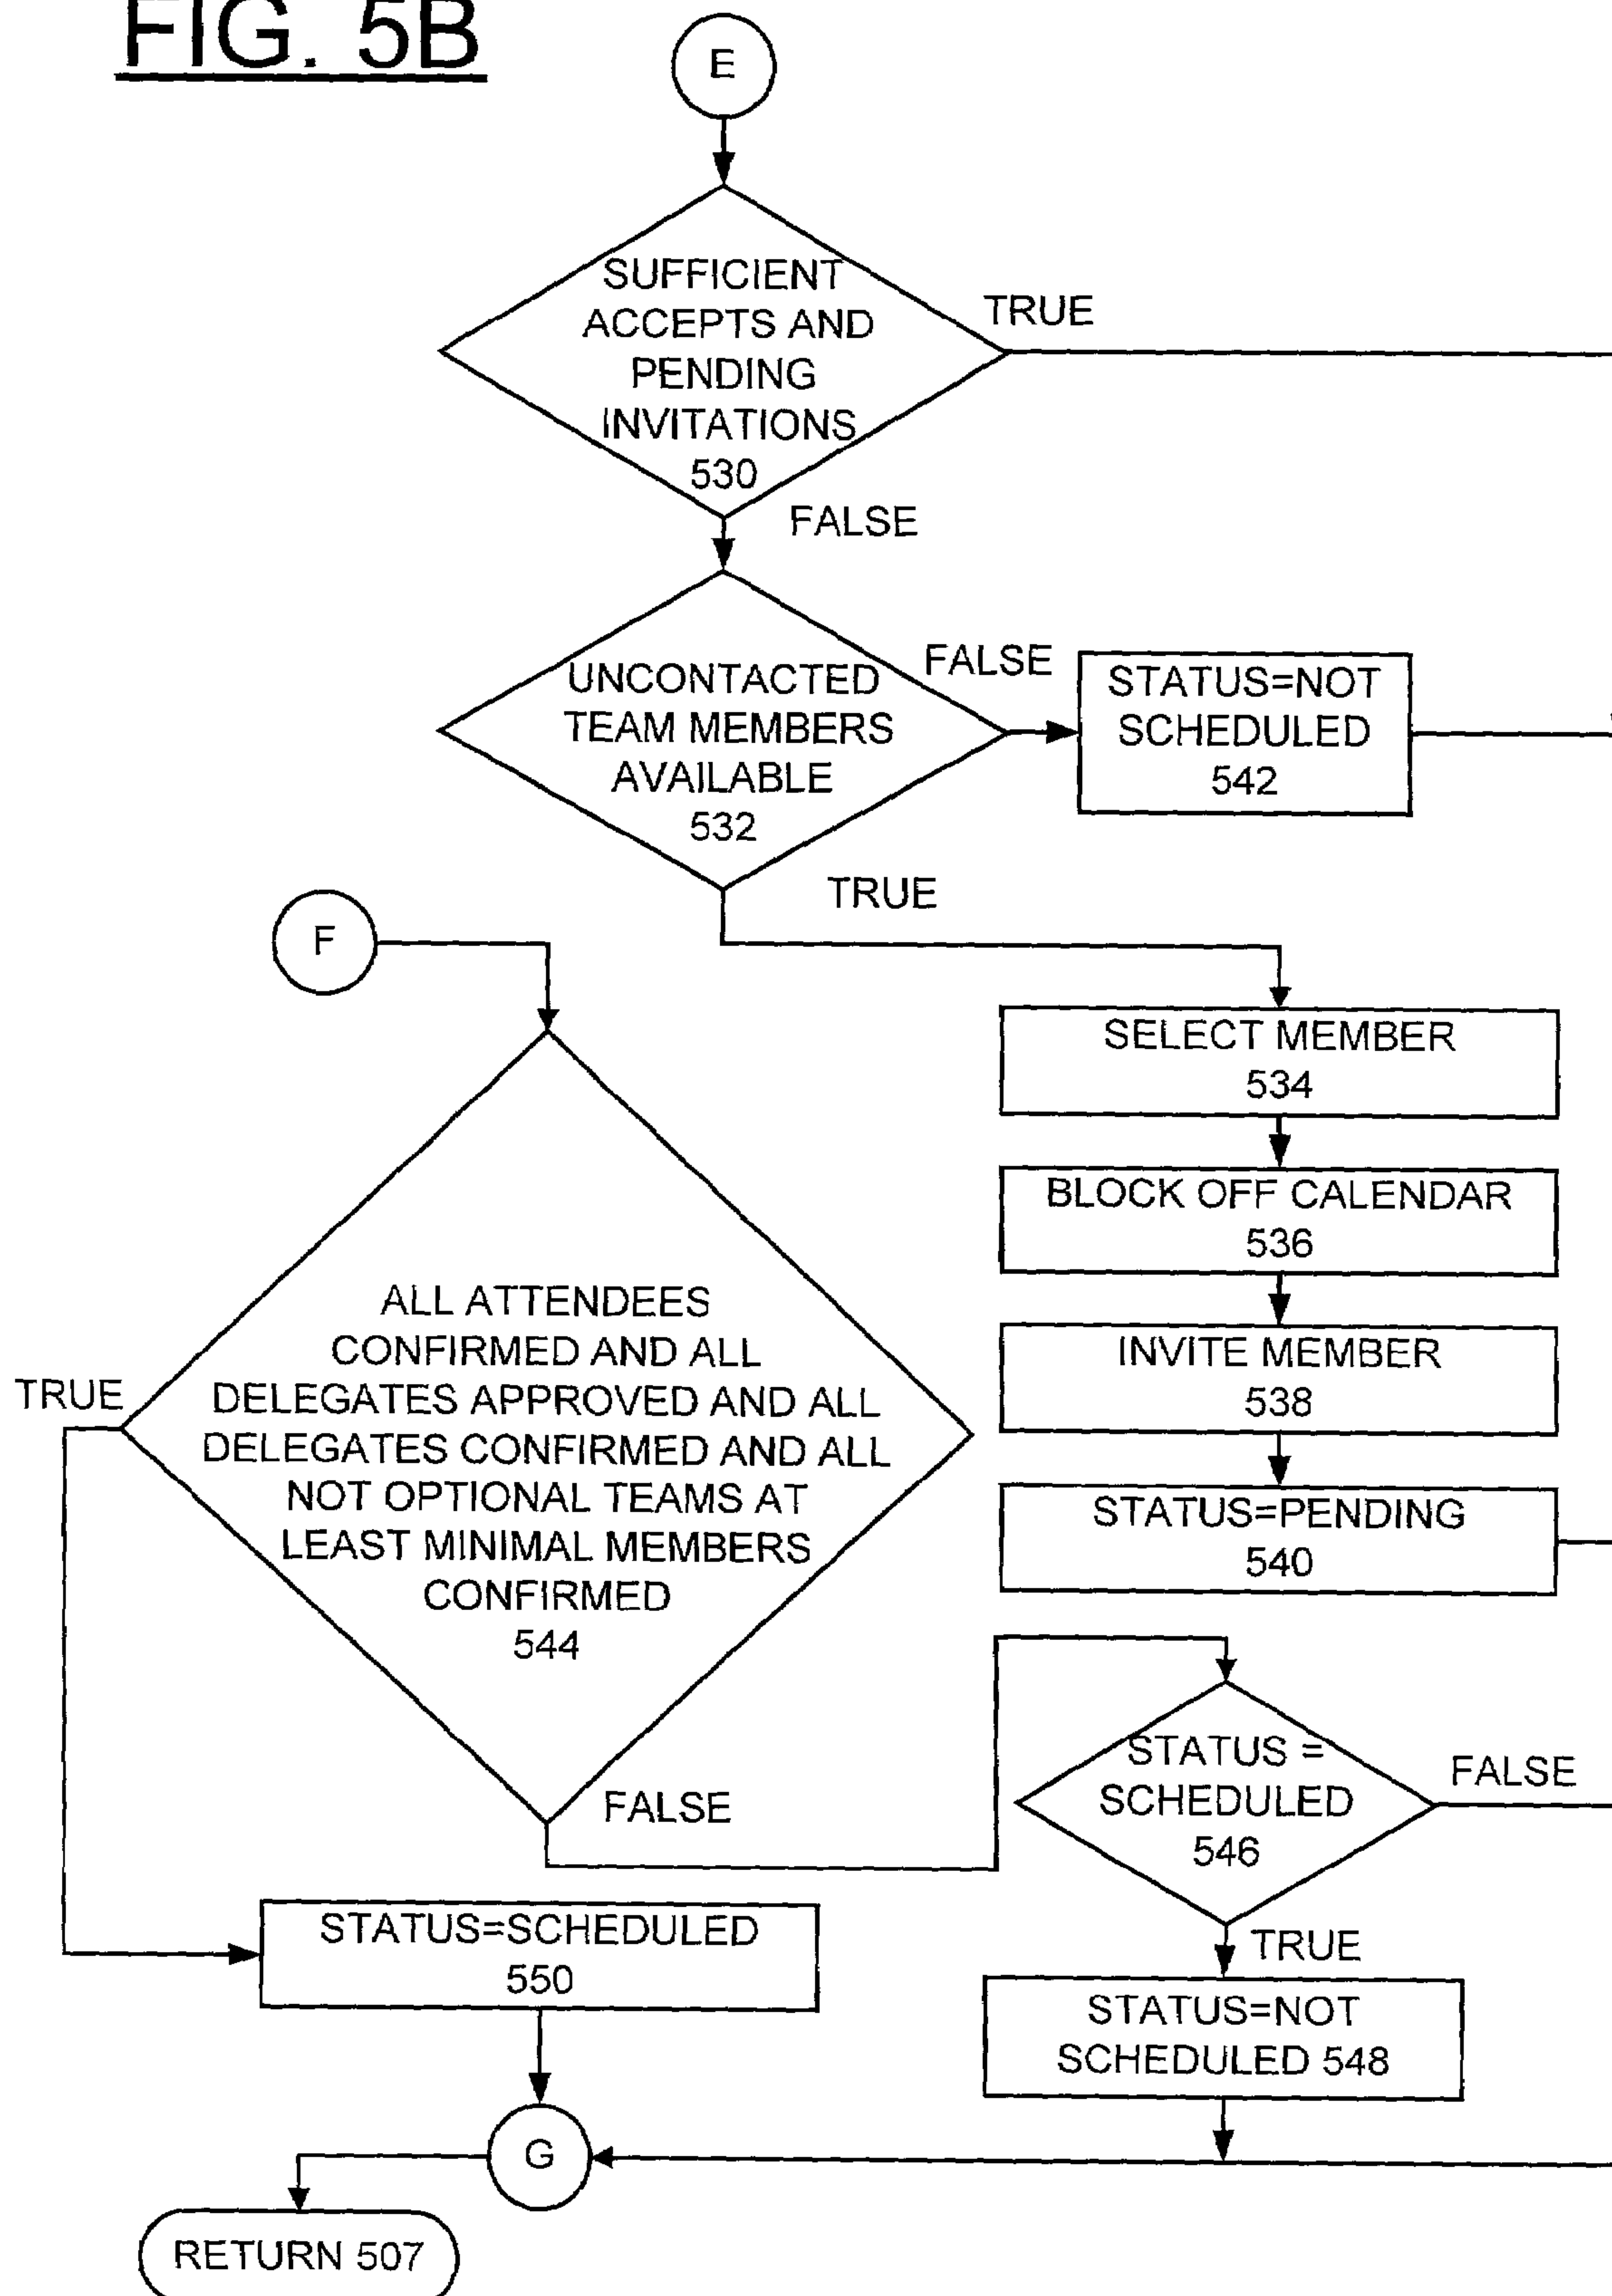 FIG. 5B
E
SUFFICIENT
ACCEPTS AND
PENDING
INVITATIONS
530
TRUE
FALSE
UNCONTACTED
TEAM MEMBERS
AVAILABLE
532
FALSE
STATUS=NOT
SCHEDULED
542
TRUE
F
SELECT MEMBER
534
BLOCK OFF CALENDAR
536
INVITE MEMBER
538
STATUS=PENDING
540
ALL ATTENDEES
CONFIRMED AND ALL
DELEGATES APPROVED AND ALL
DELEGATES CONFIRMED AND ALL
NOT OPTIONAL TEAMS AT
LEAST MINIMAL MEMBERS
CONFIRMED
544
TRUE
FALSE
STATUS =
SCHEDULED
546
FALSE
TRUE
STATUS=SCHEDULED
550
STATUS=NOT
SCHEDULED 548
G
RETURN 507